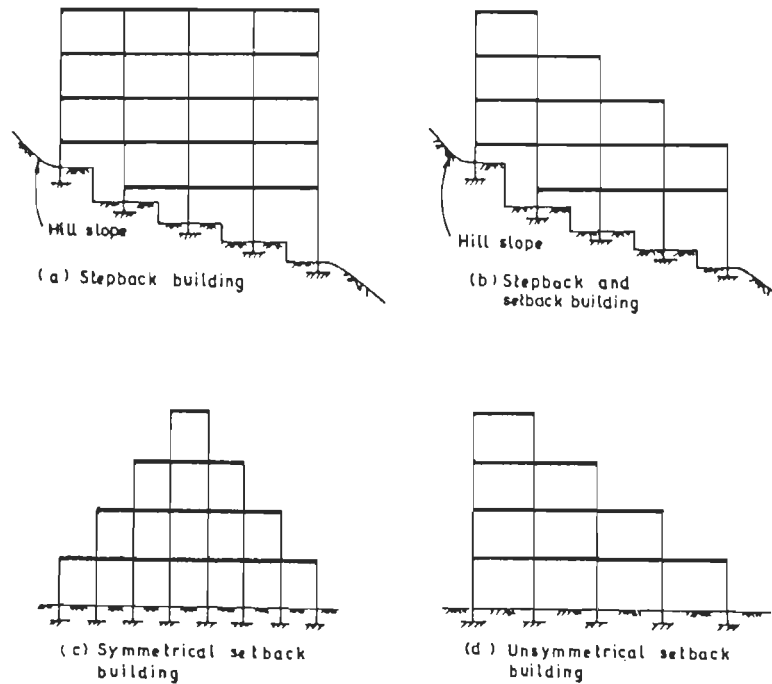 Hill slope
(a) Stepback building
Hill slope
(b) Stepback and
setback building
(c) Symmetrical setback
building
(d) Unsymmetrical setback
building